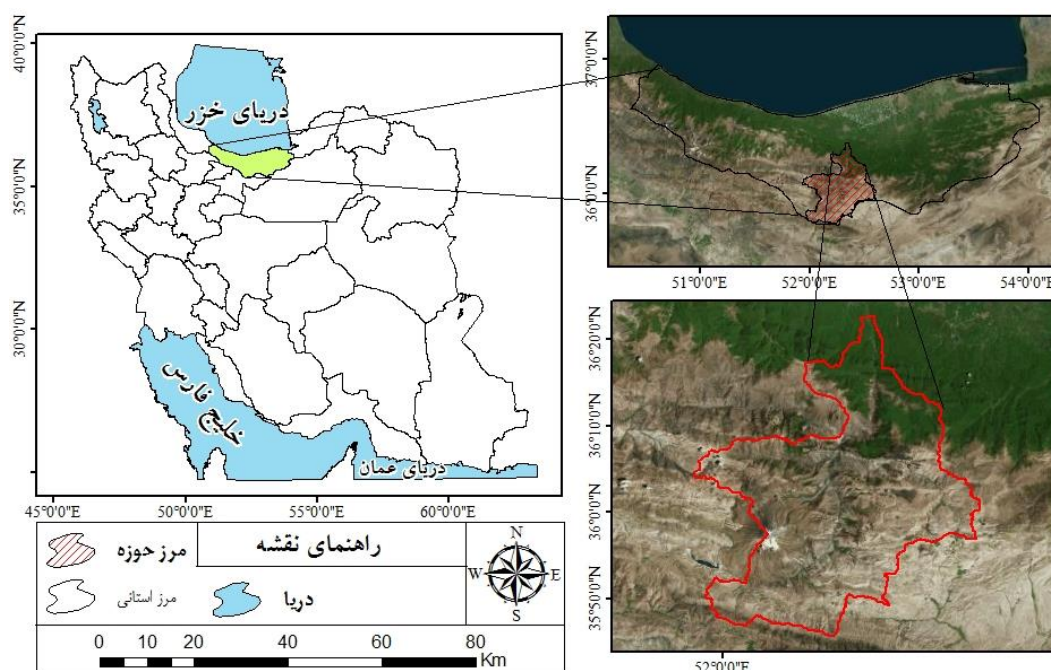 40°0'0"N
35°0'0"N
30°0'0"N
45°0'0"E 50°0'0"E 55°0'0"E 60°0'0"E
دریای خزر
خلیج فارس
دریای عمان
37°0'0"N
36°0'0"N
51°0'0"E 52°0'0"E 53°0'0"E 54°0'0"E
36°20'0"N
36°10'0"N
36°0'0"N
35°50'0"N
52°0'0"E
راهنمای نقشه
مرز حوزه
مرز استانی
دریا
N
W E
S
0 10 20 40 60 80
Km